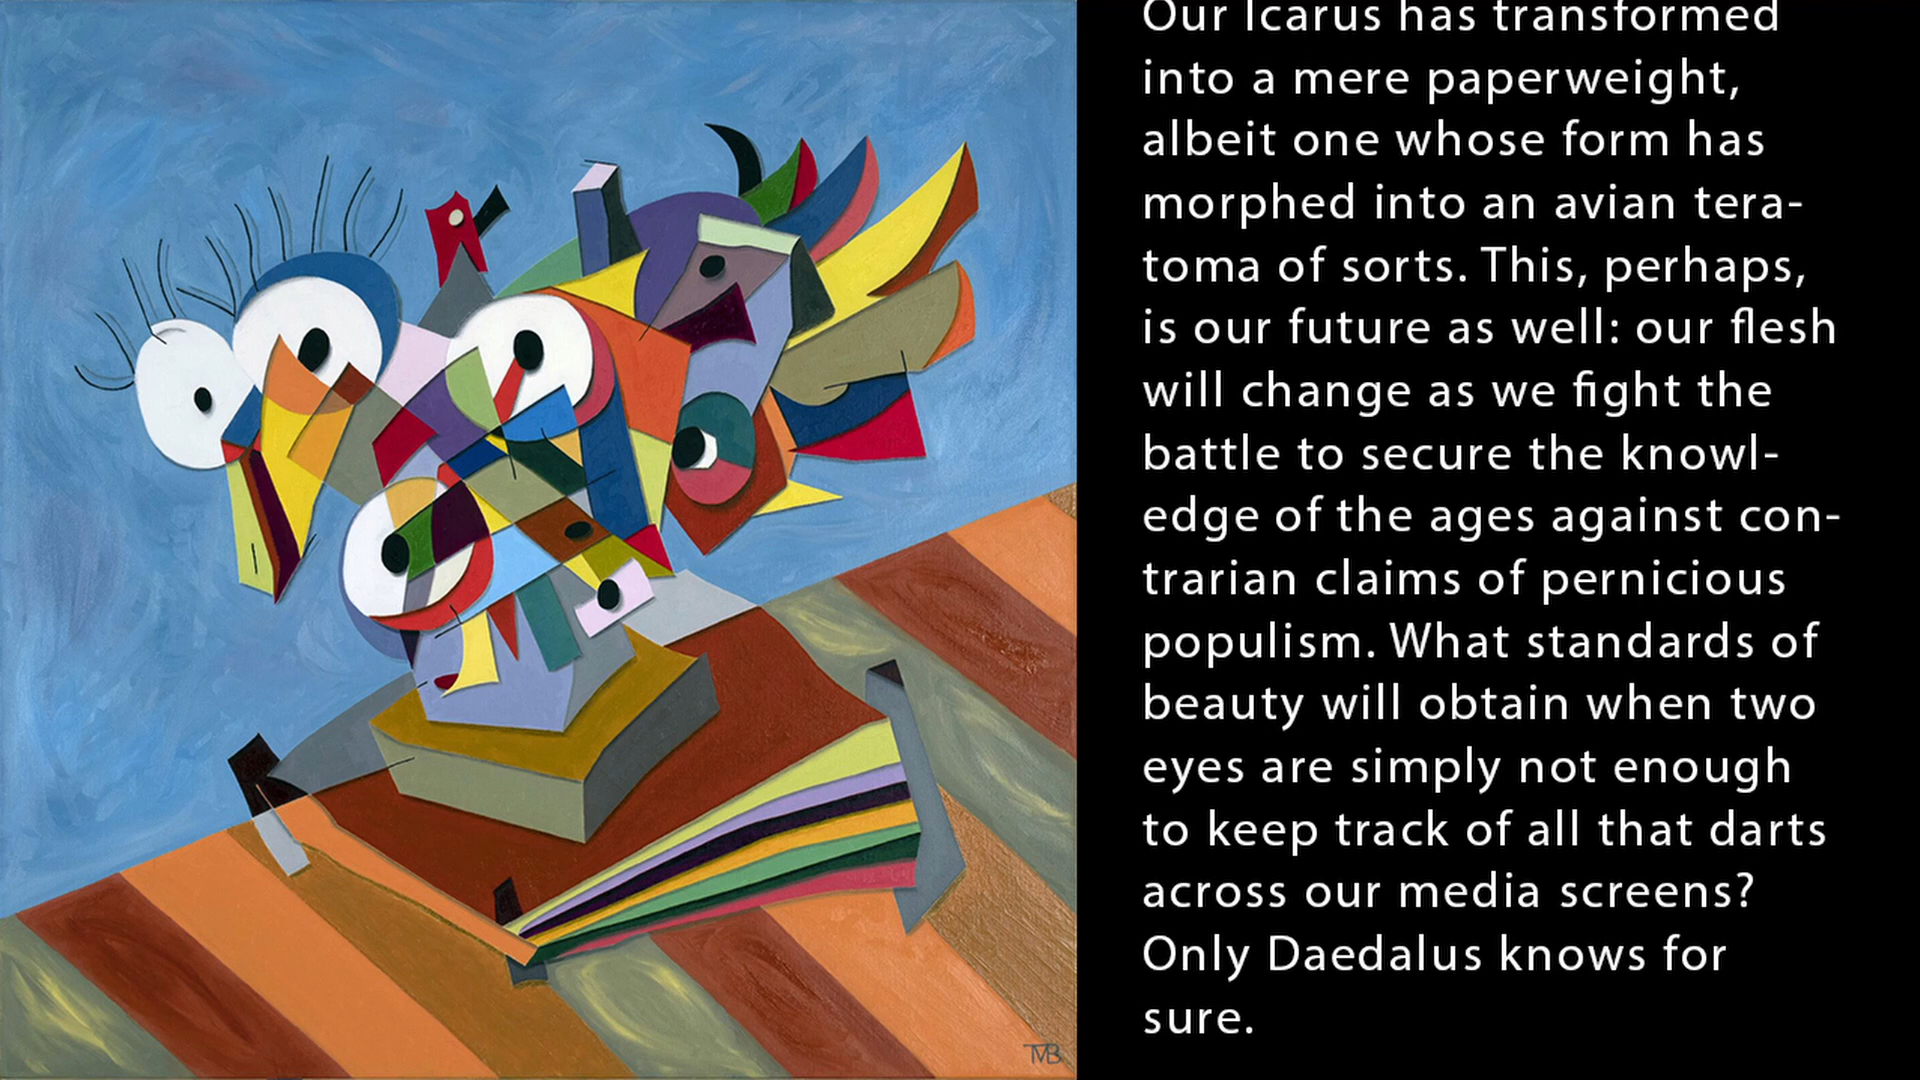 Our Icarus has transformed
into a mere paperweight,
albeit one whose form has
morphed into an avian tera-
toma of sorts. This, perhaps,
is our future as well: our flesh
will change as we fight the
battle to secure the knowl-
edge of the ages against con-
trarian claims of pernicious
populism. What standards of
beauty will obtain when two
eyes are simply not enough
to keep track of all that darts
across our media screens?
Only Daedalus knows for
sure.
TMB